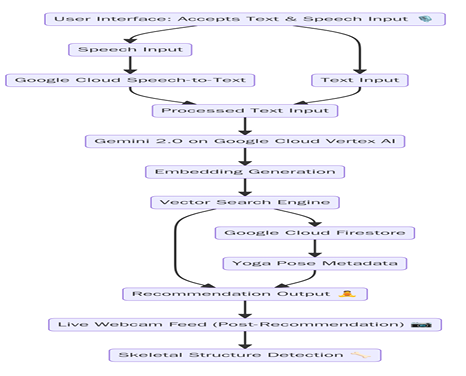 User Interface: Accepts Text & Speech Input
Speech Input
Google Cloud Speech-to-Text
Text Input
Processed Text Input
Gemini 2.0 on Google Cloud Vertex AI
Embedding Generation
Vector Search Engine
Google Cloud Firestore
Yoga Pose Metadata
Recommendation Output
Live Webcam Feed (Post-Recommendation)
Skeletal Structure Detection